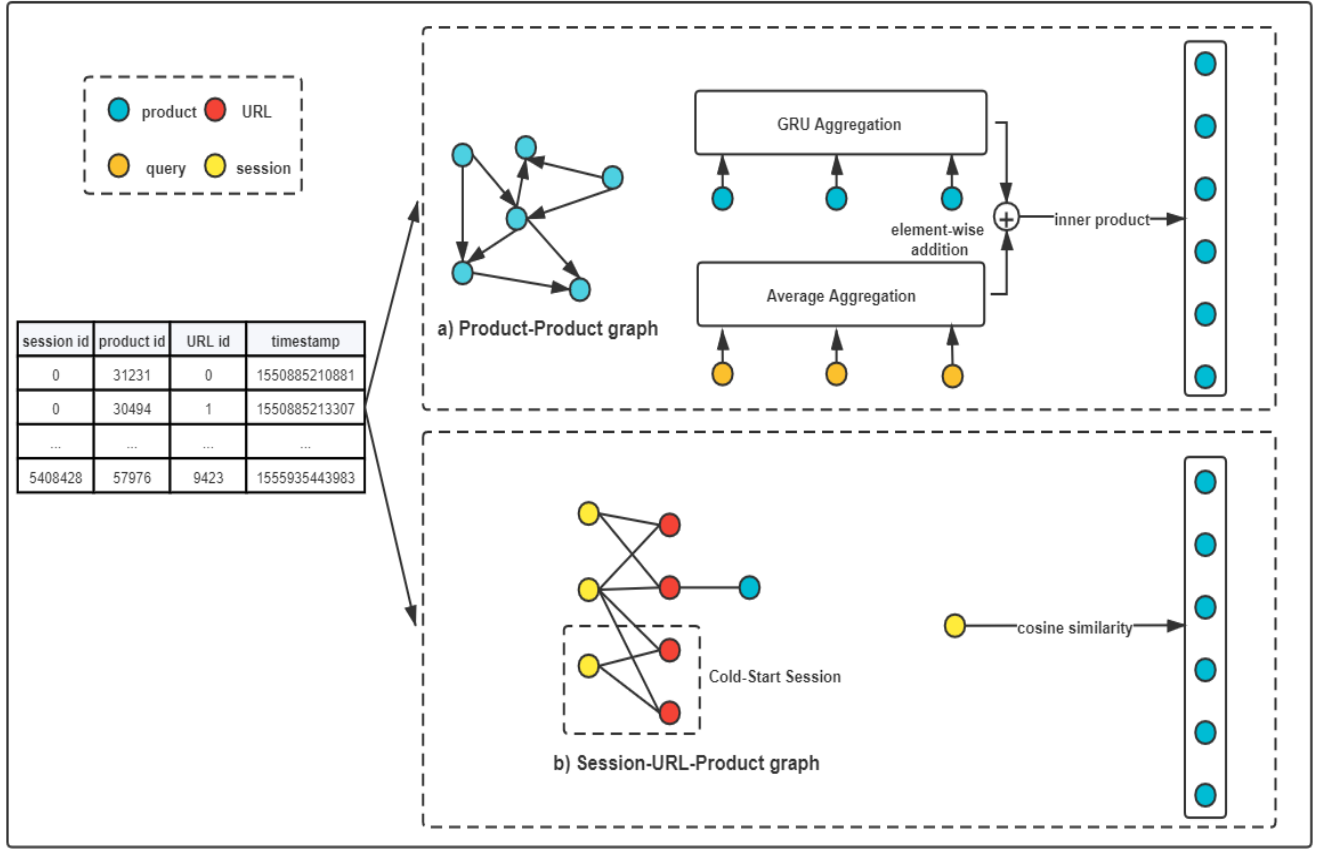 product URL
query session
GRU Aggregation
element-wise
addition
+
inner product
Average Aggregation
a) Product-Product graph
session id product id URL id timestamp
0 31231 0 1550885210881
0 30494 1 1550885213307
... ... ... ...
5408428 57976 9423 1555935443983
cosine similarity
Cold-Start Session
b) Session-URL-Product graph